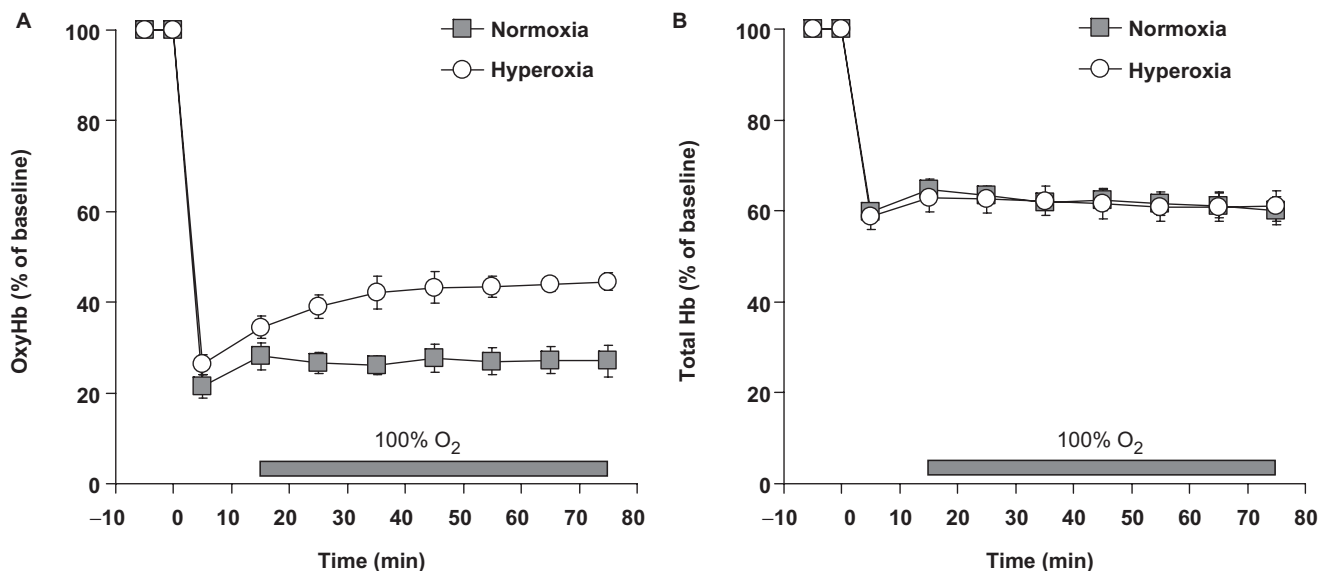 A
OxyHb (% of baseline)
100
80
60
40
20
0
Normoxia
Hyperoxia
100% O2
–10 0 10 20 30 40 50 60 70 80
Time (min)
B
Total Hb (% of baseline)
100
80
60
40
20
0
Normoxia
Hyperoxia
100% O2
–10 0 10 20 30 40 50 60 70 80
Time (min)